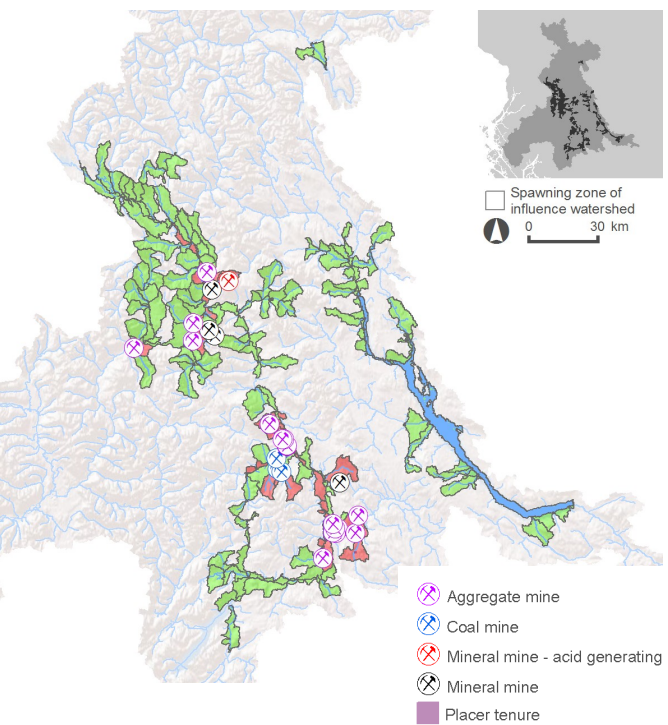 Spawning zone of
influence watershed
0 30 km
Aggregate mine
Coal mine
Mineral mine - acid generating
Mineral mine
Placer tenure